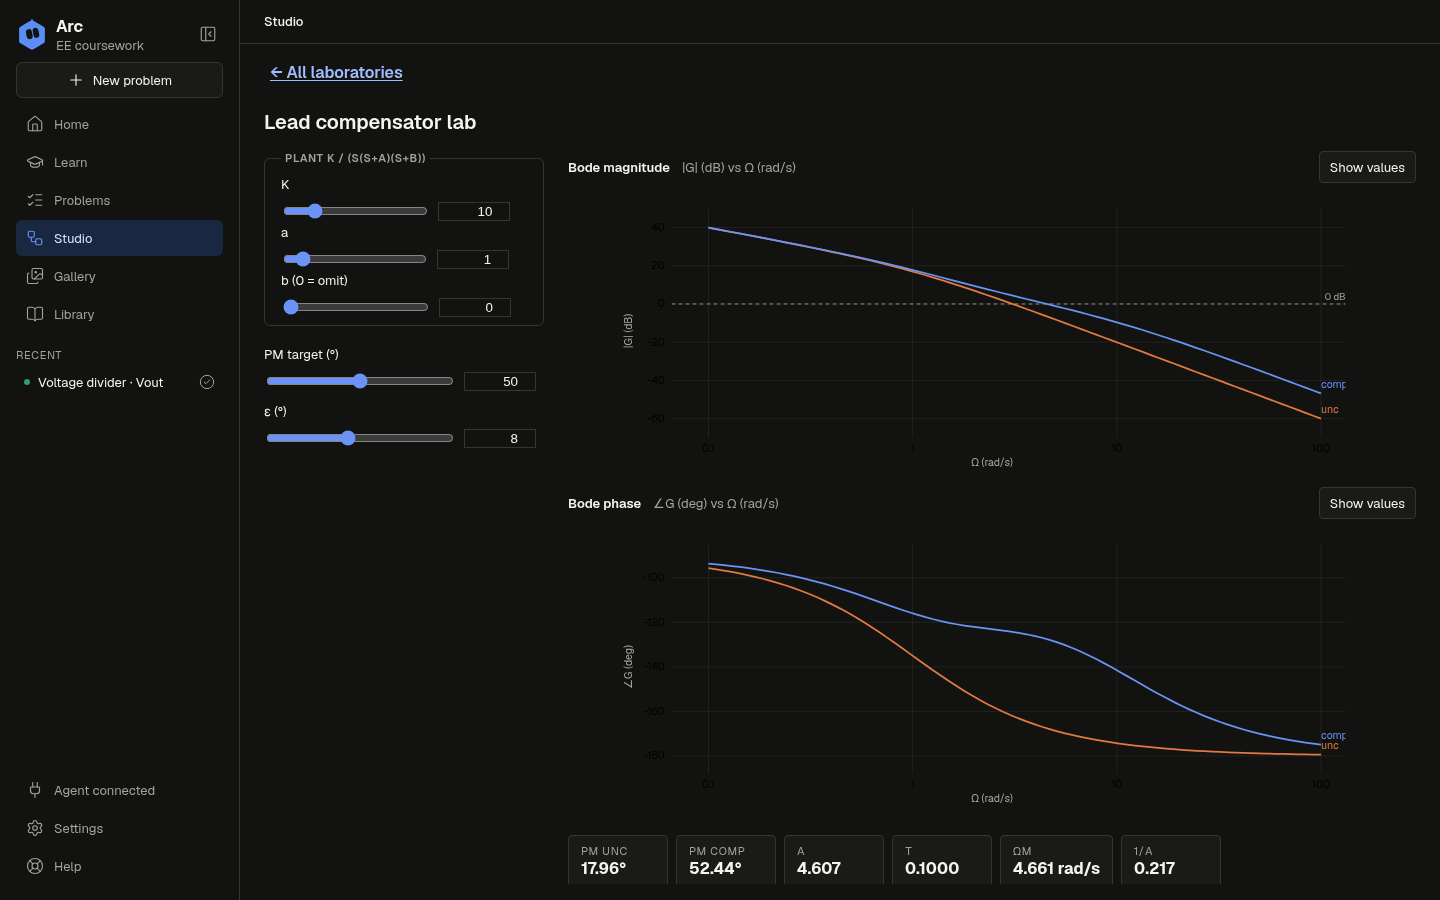 Arc
EE coursework
New problem
Home
Learn
Problems
Studio
Gallery
Library
RECENT
Voltage divider · Vout
Agent connected
Settings
Help
Studio
← All laboratories
Lead compensator lab
PLANT K / (S(S+A)(S+B))
K
10
a
1
b (0 = omit)
0
PM target (°)
50
ε (°)
8
Bode magnitude |G| (dB) vs Ω (rad/s)
Show values
40
20
0
-20
-40
-60
|G| (dB)
0 dB
comp
unc
0.1
1
10
100
Ω (rad/s)
Bode phase ∠G (deg) vs Ω (rad/s)
Show values
-100
-120
-140
-160
-180
∠G (deg)
comp
unc
0.1
1
10
100
Ω (rad/s)
PM UNC
17.96°
PM COMP
52.44°
A
4.607
T
0.1000
ΩM
4.661 rad/s
1/A
0.217